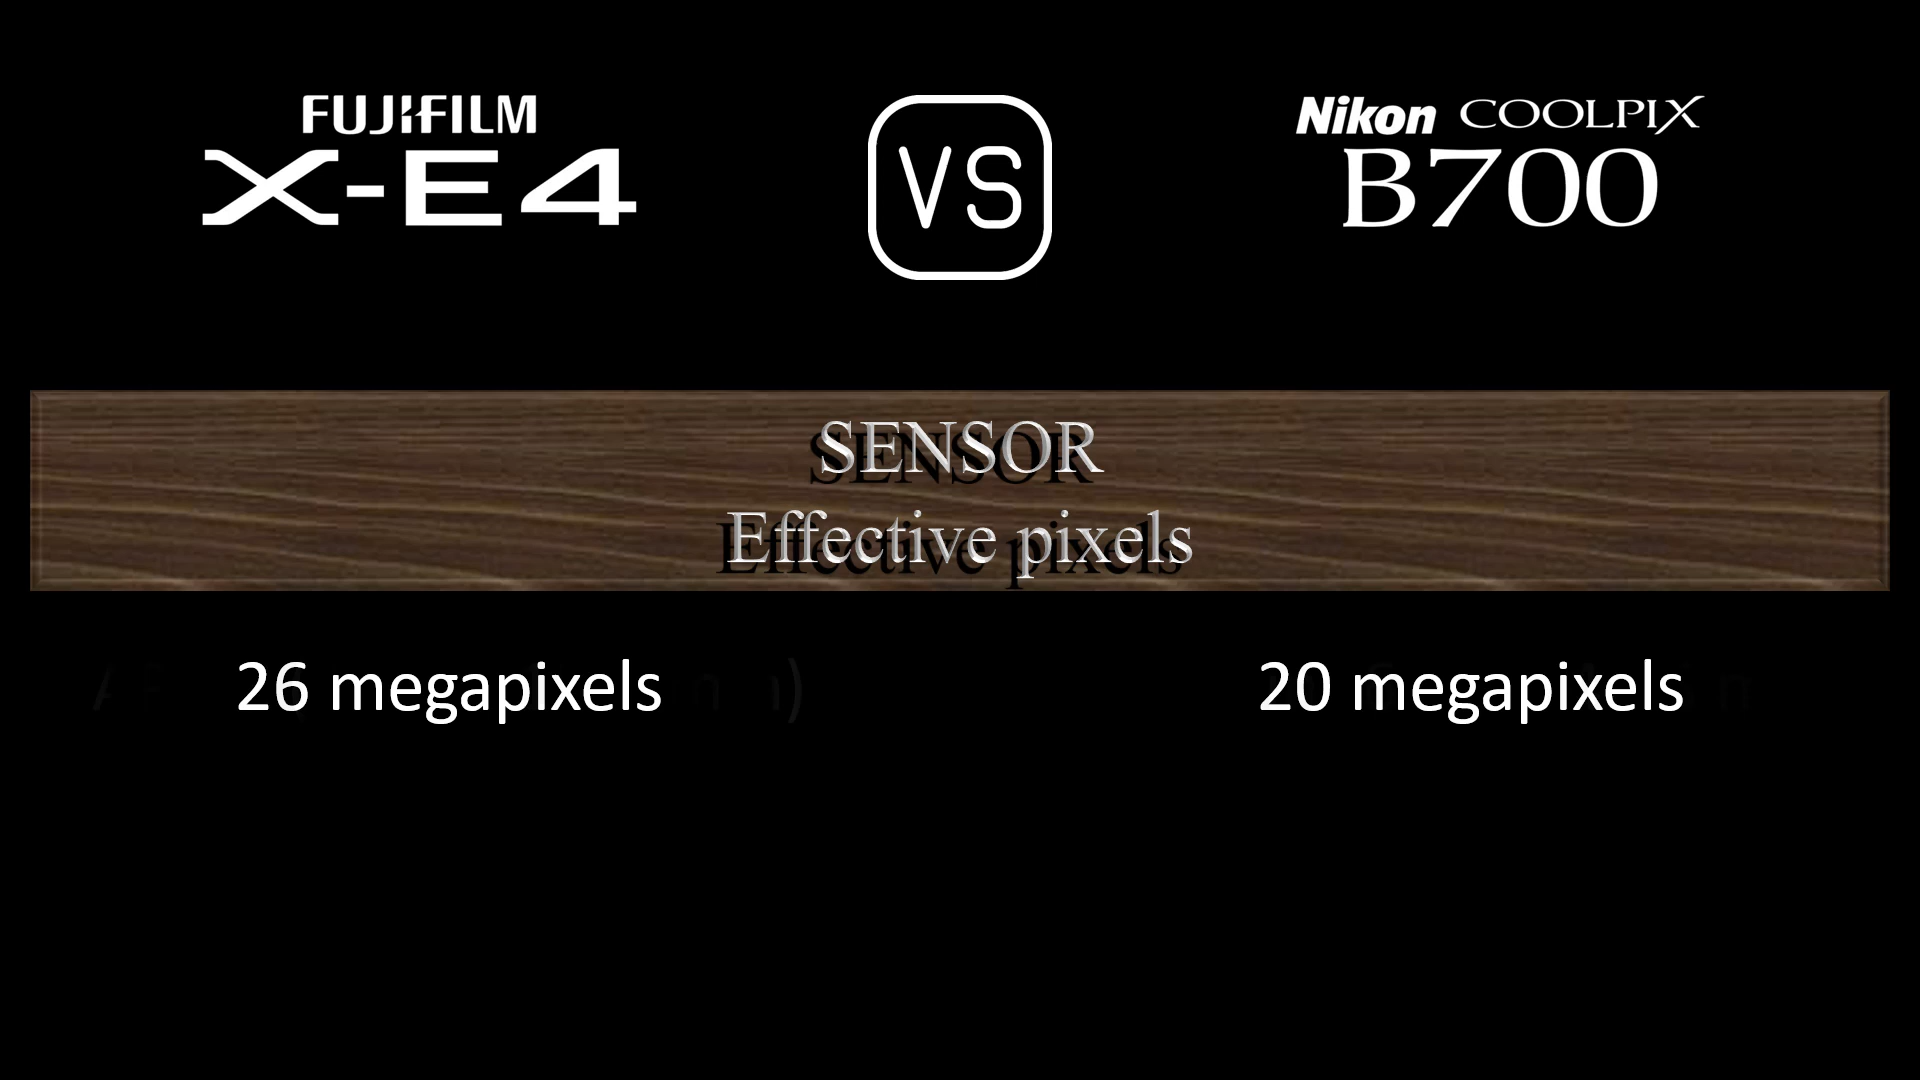 FUJIFILM
X-E4
VS
Nikon COOLPIX
B700
SENSOR
Effective pixels
26 megapixels
20 megapixels